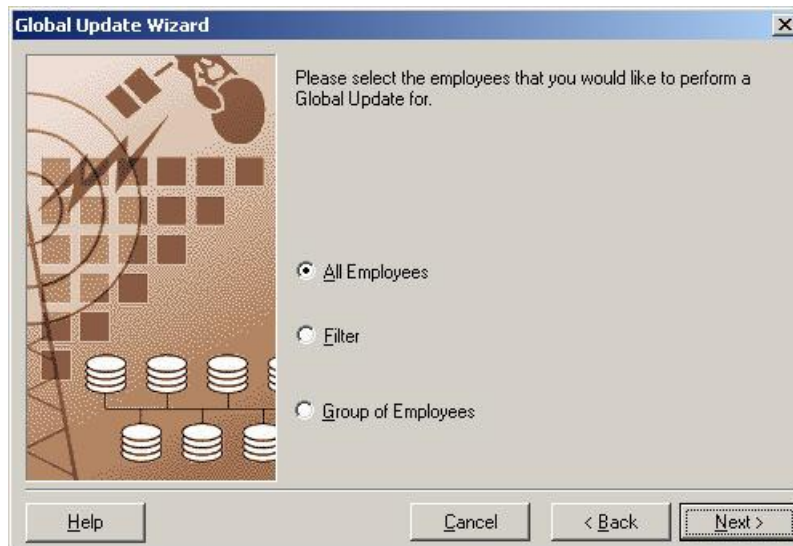 Global Update Wizard
Please select the employees that you would like to perform a
Global Update for.
All Employees
Filter
Group of Employees
Help
Cancel
< Back
Next >